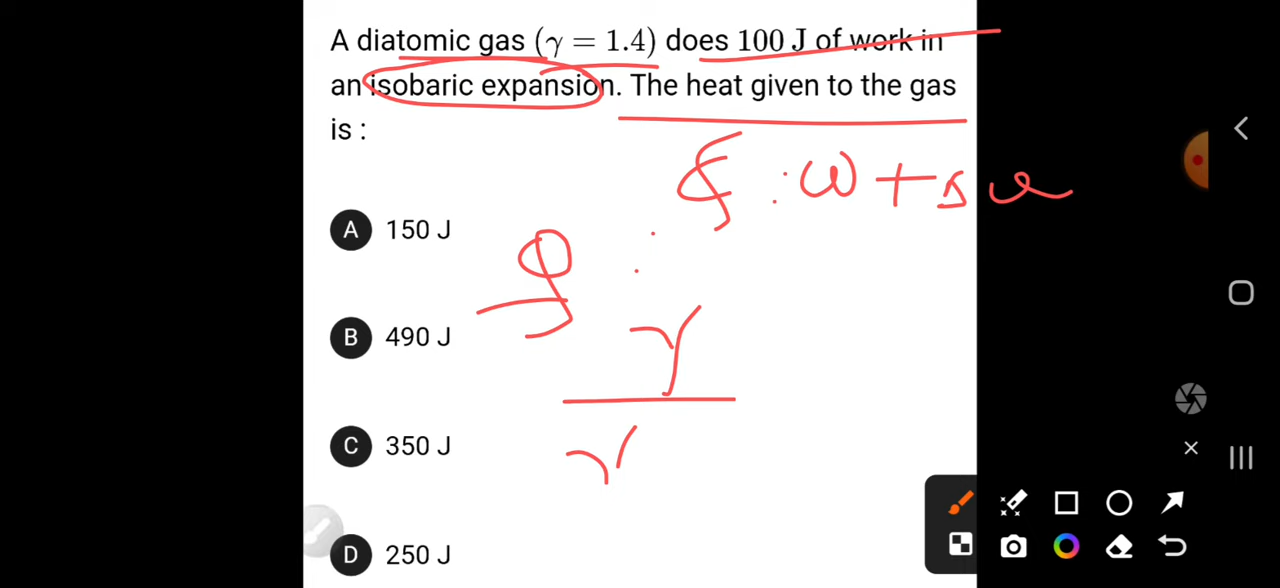 A diatomic gas (γ = 1.4) does 100 J of work in
an isobaric expansion. The heat given to the gas
is :
Q : W + Δu
A 150 J
Q :
B 490 J
γ
C 350 J
γ
D 250 J